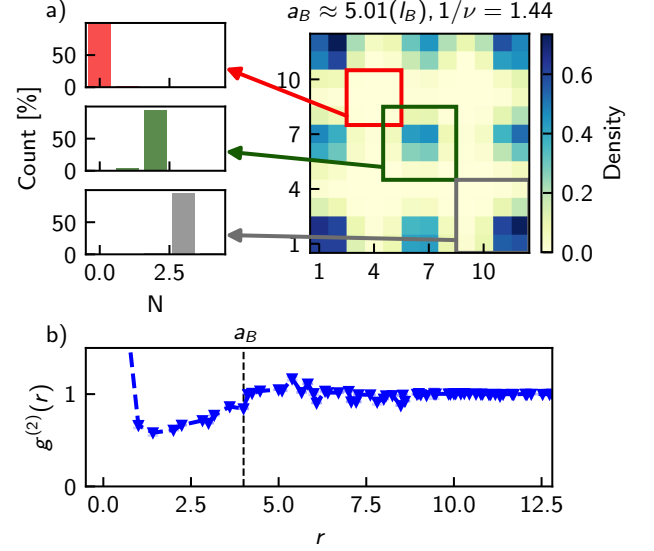 a)
a_B ≈ 5.01(l_B), 1/ν = 1.44
50
0
50
0
50
0
Count [%]
0.0 2.5
N
10
7
4
1
1 4 7 10
0.6
0.4
0.2
0.0
Density
b)
a_B
1
0
g^{(2)}(r)
0.0 2.5 5.0 7.5 10.0 12.5
r